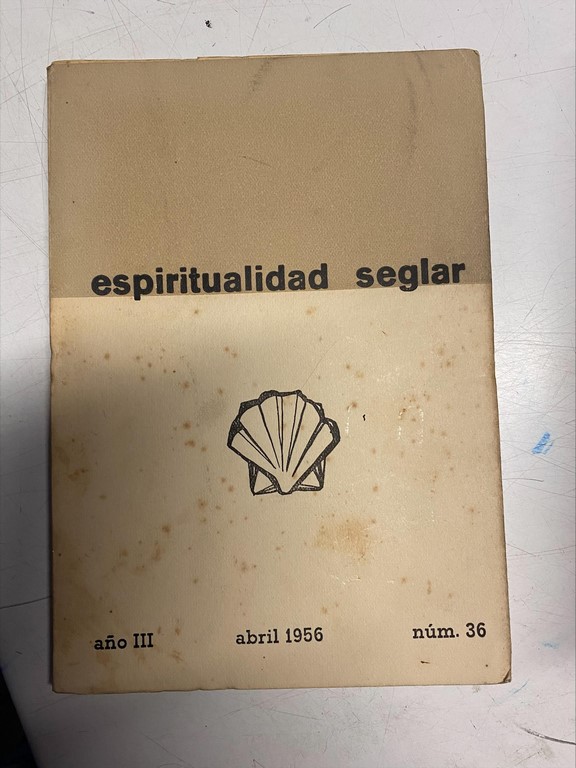 espiritualidad seglar
año III abril 1956 núm. 36